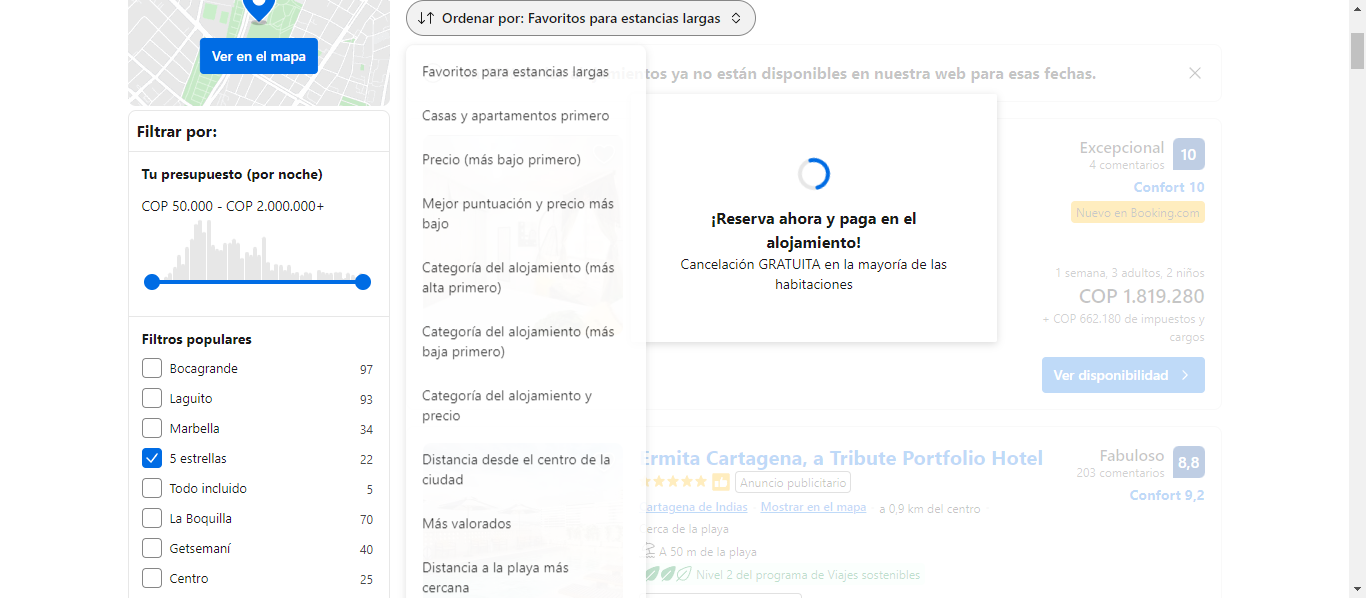 Ver en el mapa
Filtrar por:
Tu presupuesto (por noche)
COP 50.000 - COP 2.000.000+
Filtros populares
Bocagrande 97
Laguito 93
Marbella 34
5 estrellas 22
Todo incluido 5
La Boquilla 70
Getsemaní 40
Centro 25
Ordenar por: Favoritos para estancias largas
Favoritos para estancias largas
Casas y apartamentos primero
Precio (más bajo primero)
Mejor puntuación y precio más
bajo
Categoría del alojamiento (más
alta primero)
Categoría del alojamiento (más
baja primero)
Categoría del alojamiento y
precio
Distancia desde el centro de la
ciudad
Más valorados
Distancia a la playa más
cercana
ya no están disponibles en nuestra web para esas fechas.
¡Reserva ahora y paga en el
alojamiento!
Cancelación GRATUITA en la mayoría de las
habitaciones
Excepcional 10
4 comentarios
Confort 10
Nuevo en Booking.com
1 semana, 3 adultos, 2 niños
COP 1.819.280
+ COP 662.180 de impuestos y
cargos
Ver disponibilidad
Ermita Cartagena, a Tribute Portfolio Hotel
Anuncio publicitario
artagena de Indias Mostrar en el mapa a 0,9 km del centro
erca de la playa
A 50 m de la playa
Nivel 2 del programa de Viajes sostenibles
Fabuloso 8,8
203 comentarios
Confort 9,2